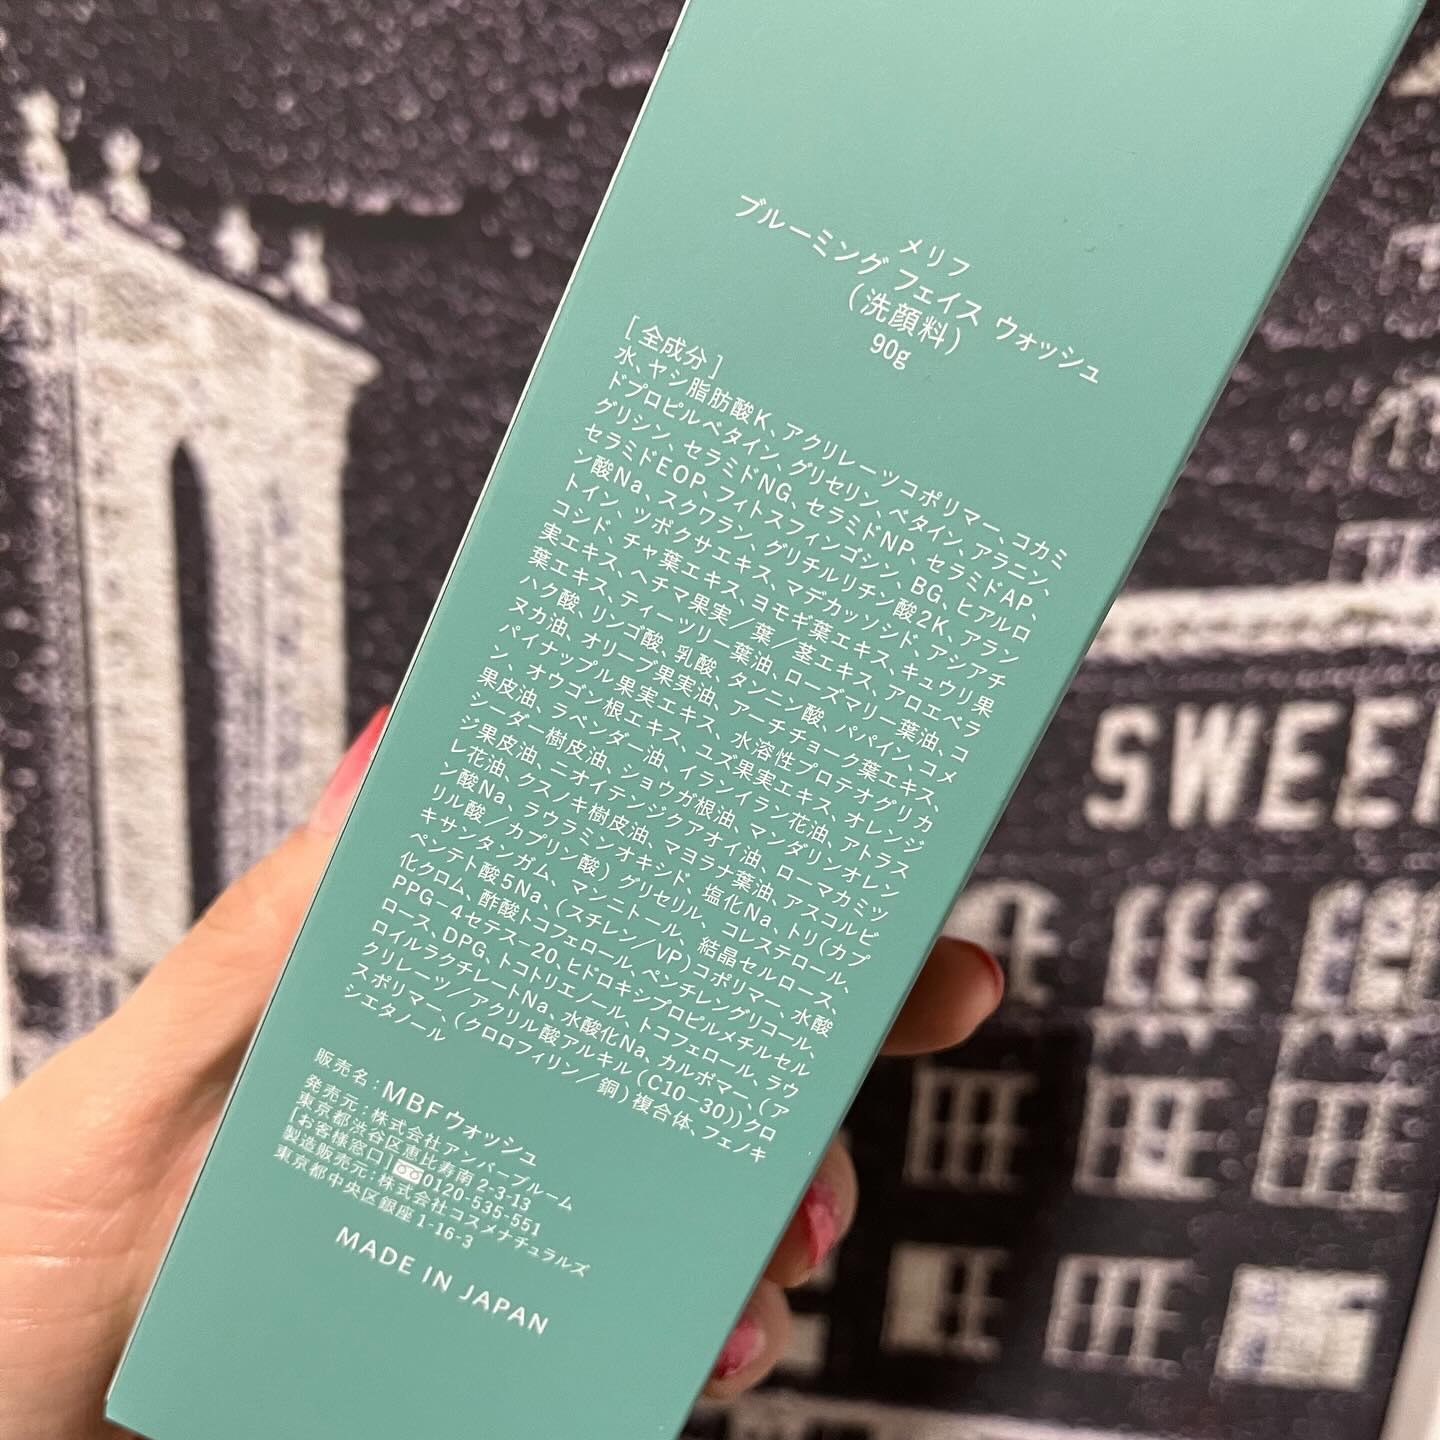 メリフ
ブルーミング フェイス ウォッシュ
(洗顔料)
90g
[全成分]
水、ヤシ脂肪酸K、アクリレーツコポリマー、コカミ
ドプロピルベタイン、グリセリン、ベタイン、アラニン、
グリシン、セラミドNG、セラミドNP、セラミドAP、
セラミドEOP、フィトスフィンゴシン、BG、ヒアルロ
ン酸Na、スクワラン、グリチルリチン酸2K、アラン
トイン、ツボクサエキス、マデカッソシド、アシアチ
コシド、チャ葉エキス、ヨモギ葉エキス、キュウリ果
実エキス、ヘチマ果実/葉/茎エキス、アロエベラ
葉エキス、ティーツリー葉油、ローズマリー葉油、コ
ハク酸、リンゴ酸、乳酸、タンニン酸、パパイン、コメ
ヌカ油、オリーブ果実油、アーチチョーク葉エキス、
パイナップル果実エキス、水溶性プロテオグリカ
ン、オウゴン根エキス、ユズ果実エキス、オレンジ
果皮油、ラベンダー油、イランイラン花油、アトラス
シーダー樹皮油、ショウガ根油、マンダリンオレン
ジ果皮油、ニオイテンジクアオイ油、ローマカミツ
レ花油、クスノキ樹皮油、マヨラナ葉油、アスコルビ
ン酸Na、ラウラミンオキシド、塩化Na、トリ(カプ
リル酸/カプリン酸)グリセリル、コレステロール、
キサンタンガム、マンニトール、結晶セルロース、
ペンテト酸5Na、(スチレン/VP)コポリマー、水酸
化クロム、酢酸トコフェロール、ペンチレングリコール、
PPG-4セテス-20、ヒドロキシプロピルメチルセル
ロース、DPG、トコトリエノール、トコフェロール、ラウ
ロイルラクチレートNa、水酸化Na、カルボマー、(ア
クリレーツ/アクリル酸アルキル(C10-30))クロ
スポリマー、(クロロフィリン/銅)複合体、フェノキ
シエタノール
販売名:MBFウォッシュ
発売元:株式会社アンバーブルーム
東京都渋谷区恵比寿南2-3-13
[お客様窓口]0120-535-551
製造販売元:株式会社コスメナチュラルズ
東京都中央区銀座1-16-3
MADE IN JAPAN
SWEE